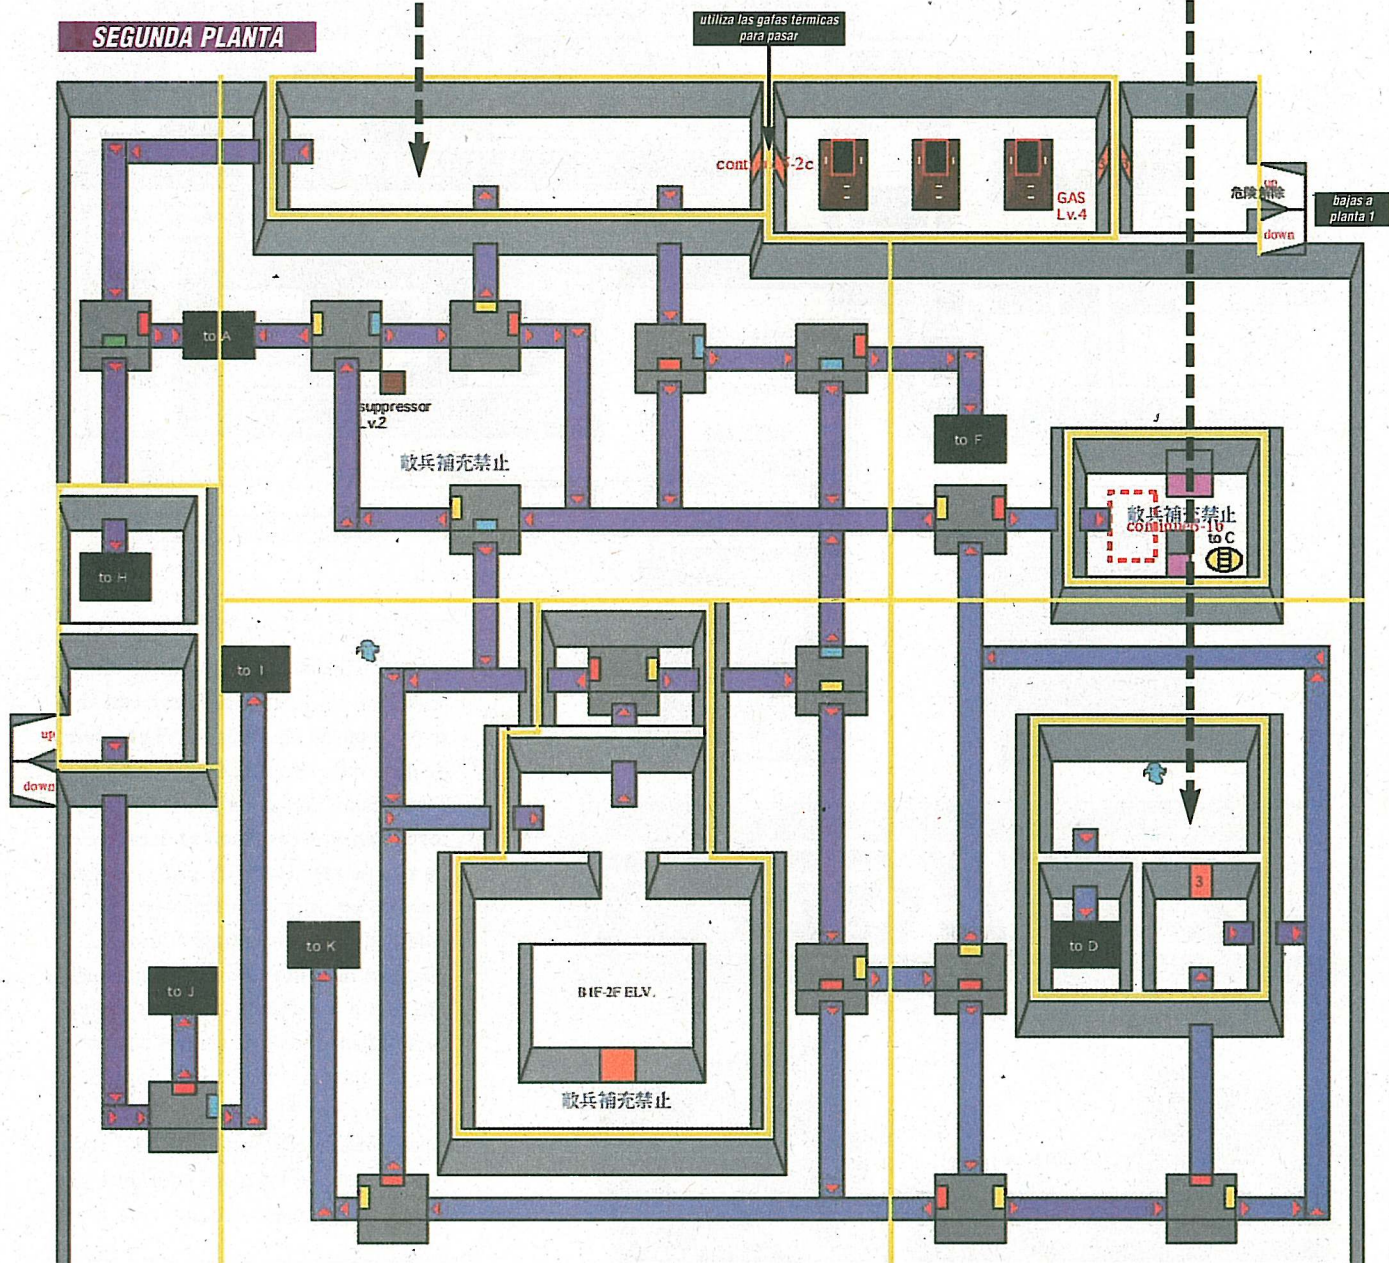 utiliza las gafas térmicas
para pasar
SEGUNDA PLANTA
GAS
Lv.4
危険解除
up
down
bajas a
planta 1
to A
suppressor
Lv.2
敵兵補充禁止
to F
敵兵補充禁止
to C
to H
to I
up
down
3
to D
to K
to J
B1F-2F ELV.
敵兵補充禁止